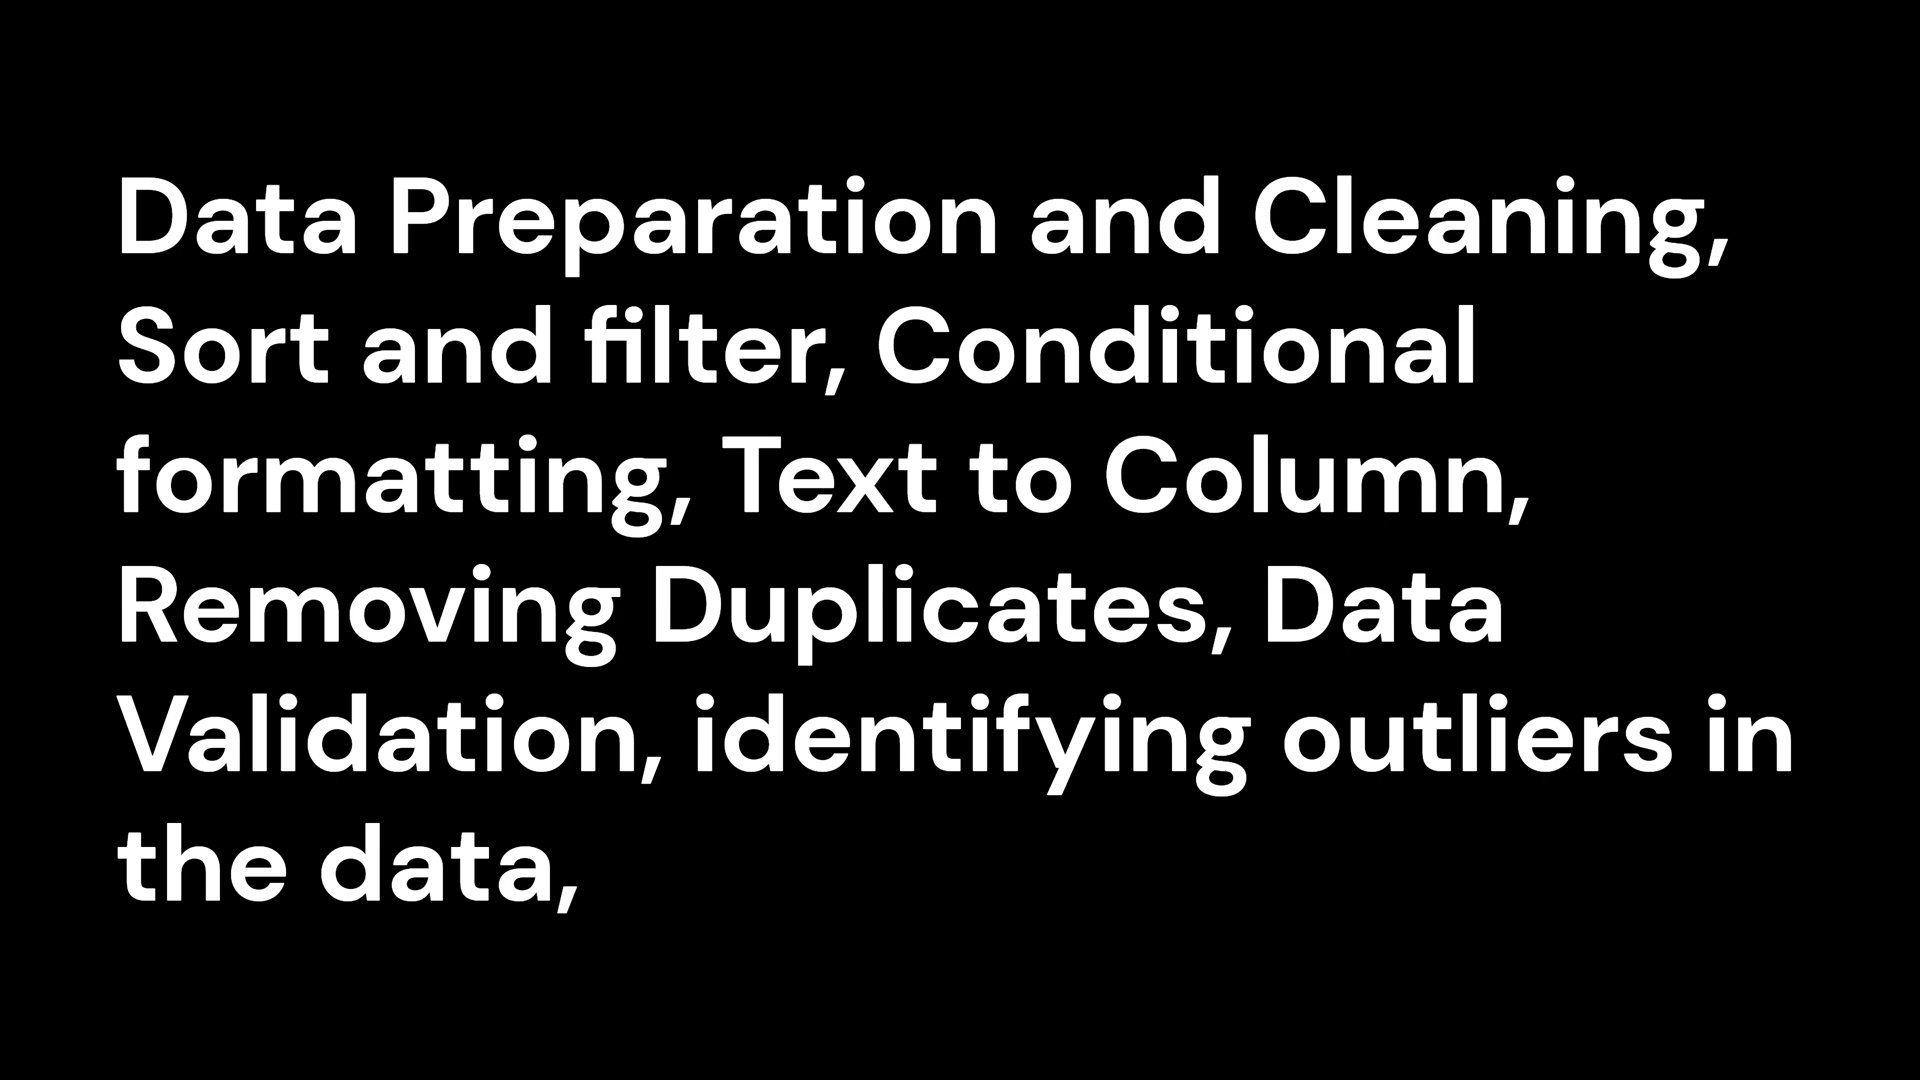 Data Preparation and Cleaning,
Sort and filter, Conditional
formatting, Text to Column,
Removing Duplicates, Data
Validation, identifying outliers in
the data,